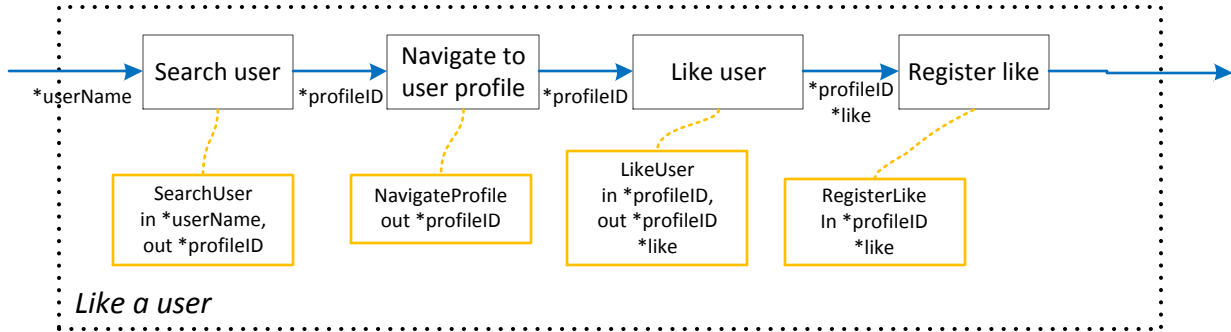 Search user
Navigate to
user profile
Like user
Register like
*userName
*profileID
*profileID
*profileID
*like
SearchUser
in *userName,
out *profileID
NavigateProfile
out *profileID
LikeUser
in *profileID,
out *profileID
*like
RegisterLike
In *profileID
*like
Like a user